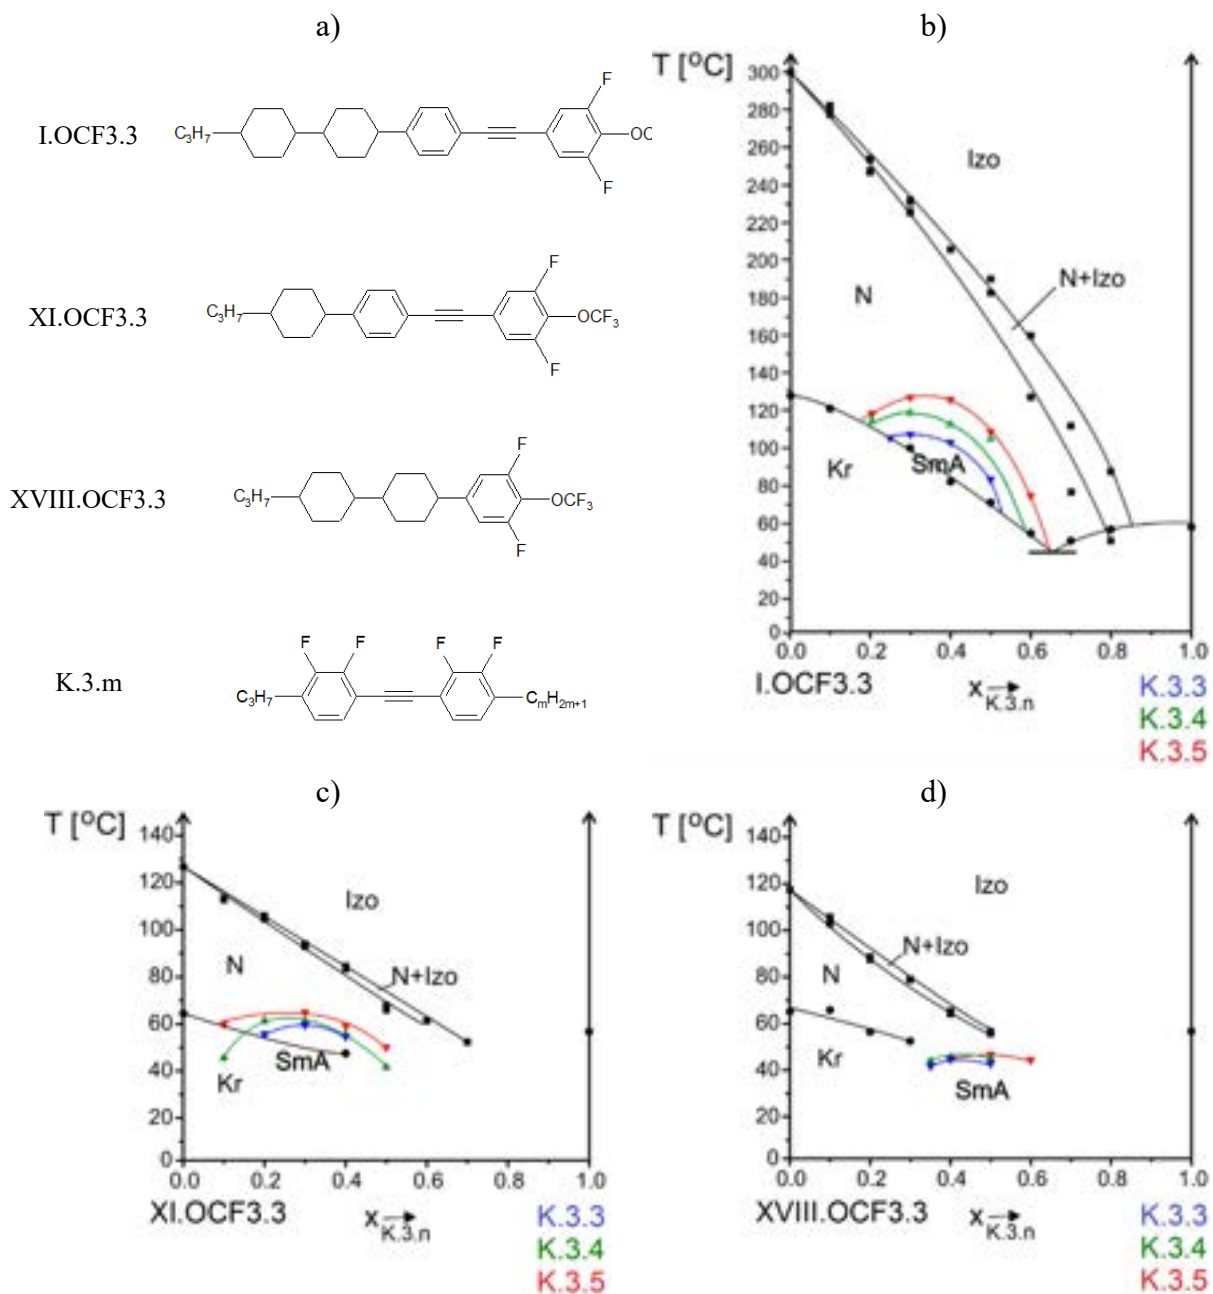 a)
I.OCF3.3
C3H7
F
OC
F
XI.OCF3.3
C3H7
F
OCF3
F
XVIII.OCF3.3
C3H7
F
OCF3
F
K.3.m
F F F F
C3H7
CmH2m+1
b)
T [°C]
300
280
260
240
220
200
180
160
140
120
100
80
60
40
20
0
Izo
N+Izo
N
SmA
Kr
0.0 0.2 0.4 0.6 0.8 1.0
I.OCF3.3 x K.3.n K.3.3
K.3.4
K.3.5
c)
T [°C]
140
120
100
80
60
40
20
0
Izo
N
N+Izo
SmA
Kr
0.0 0.2 0.4 0.6 0.8 1.0
XI.OCF3.3 x K.3.n K.3.3
K.3.4
K.3.5
d)
T [°C]
140
120
100
80
60
40
20
0
Izo
N+Izo
N
Kr
SmA
0.0 0.2 0.4 0.6 0.8 1.0
XVIII.OCF3.3 x K.3.n K.3.3
K.3.4
K.3.5